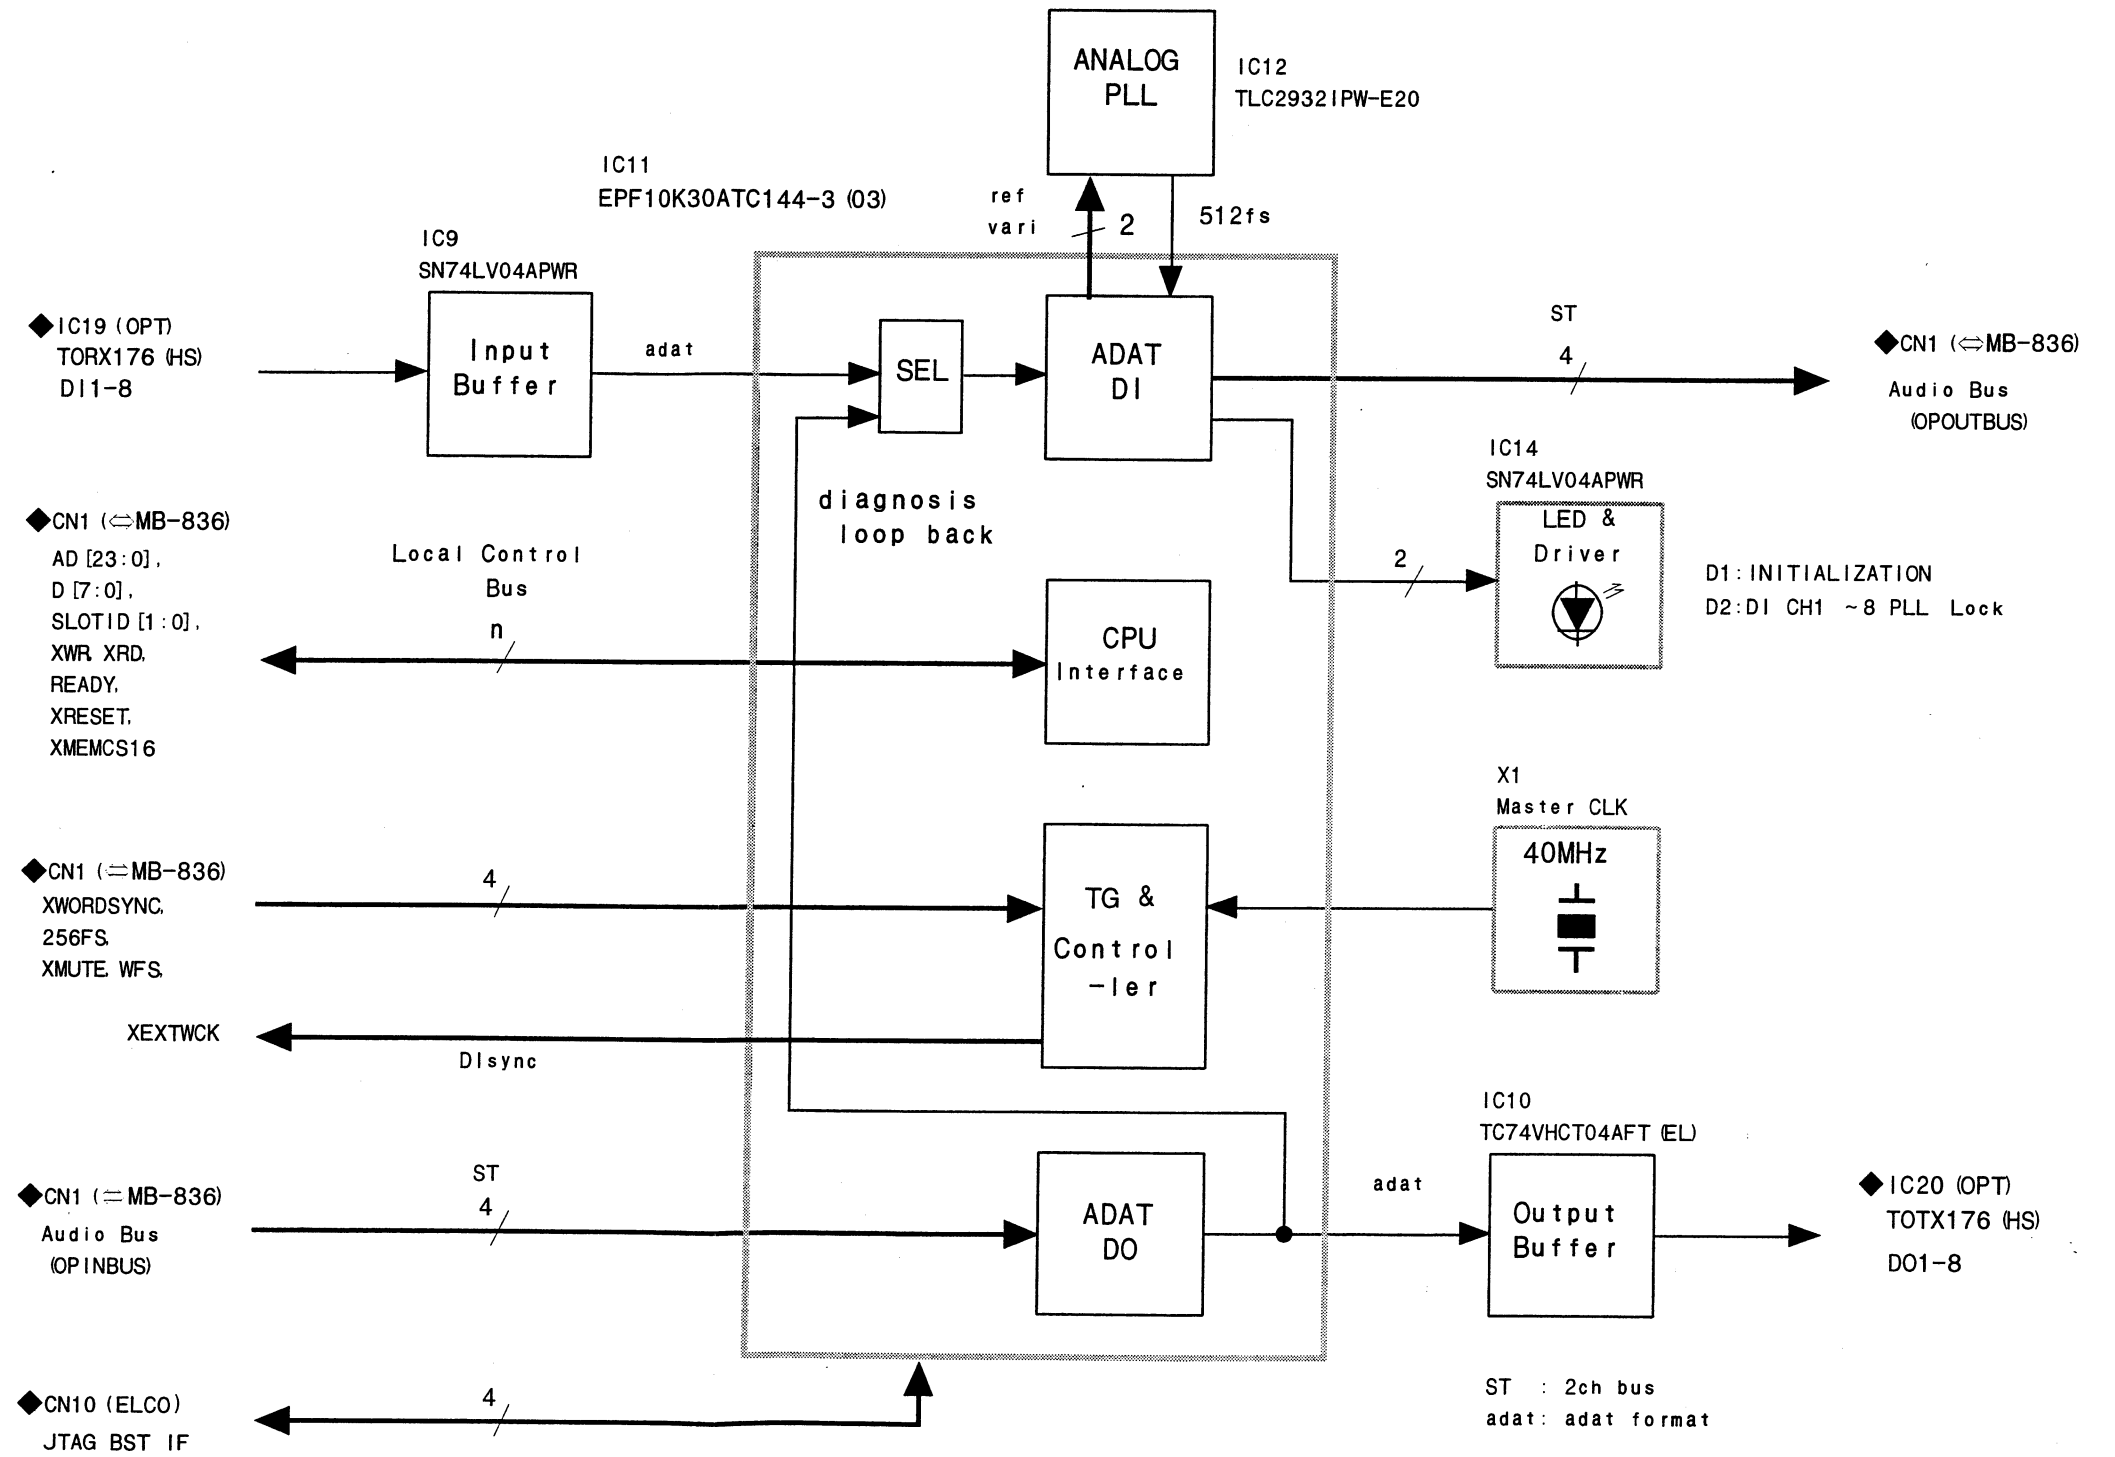 ANALOG
PLL
IC12
TLC2932IPW-E20
IC11
EPF10K30ATC144-3 (03)
ref
vari
2
512fs
IC9
SN74LV04APWR
◆IC19 (OPT)
TORX176 (HS)
DI1-8
Input
Buffer
adat
SEL
ADAT
DI
ST
4
◆CN1 (⇔MB-836)
Audio Bus
(OPOUTBUS)
IC14
SN74LV04APWR
LED &
Driver
2
D1:INITIALIZATION
D2:DI CH1 ~8 PLL Lock
diagnosis
loop back
◆CN1 (⇔MB-836)
AD [23:0],
D [7:0],
SLOTID [1:0],
XWR, XRD,
READY,
XRESET,
XMEMCS16
Local Control
Bus
n
CPU
Interface
X1
Master CLK
40MHz
◆CN1 (⇔MB-836)
XWORDSYNC,
256FS,
XMUTE, WFS,
4
TG &
Control
-ler
XEXTWCK
DIsync
◆CN1 (⇔MB-836)
Audio Bus
(OPINBUS)
ST
4
ADAT
DO
adat
IC10
TC74VHCT04AFT (EL)
Output
Buffer
◆IC20 (OPT)
TOTX176 (HS)
DO1-8
◆CN10 (ELCO)
JTAG BST IF
4
ST : 2ch bus
adat: adat format